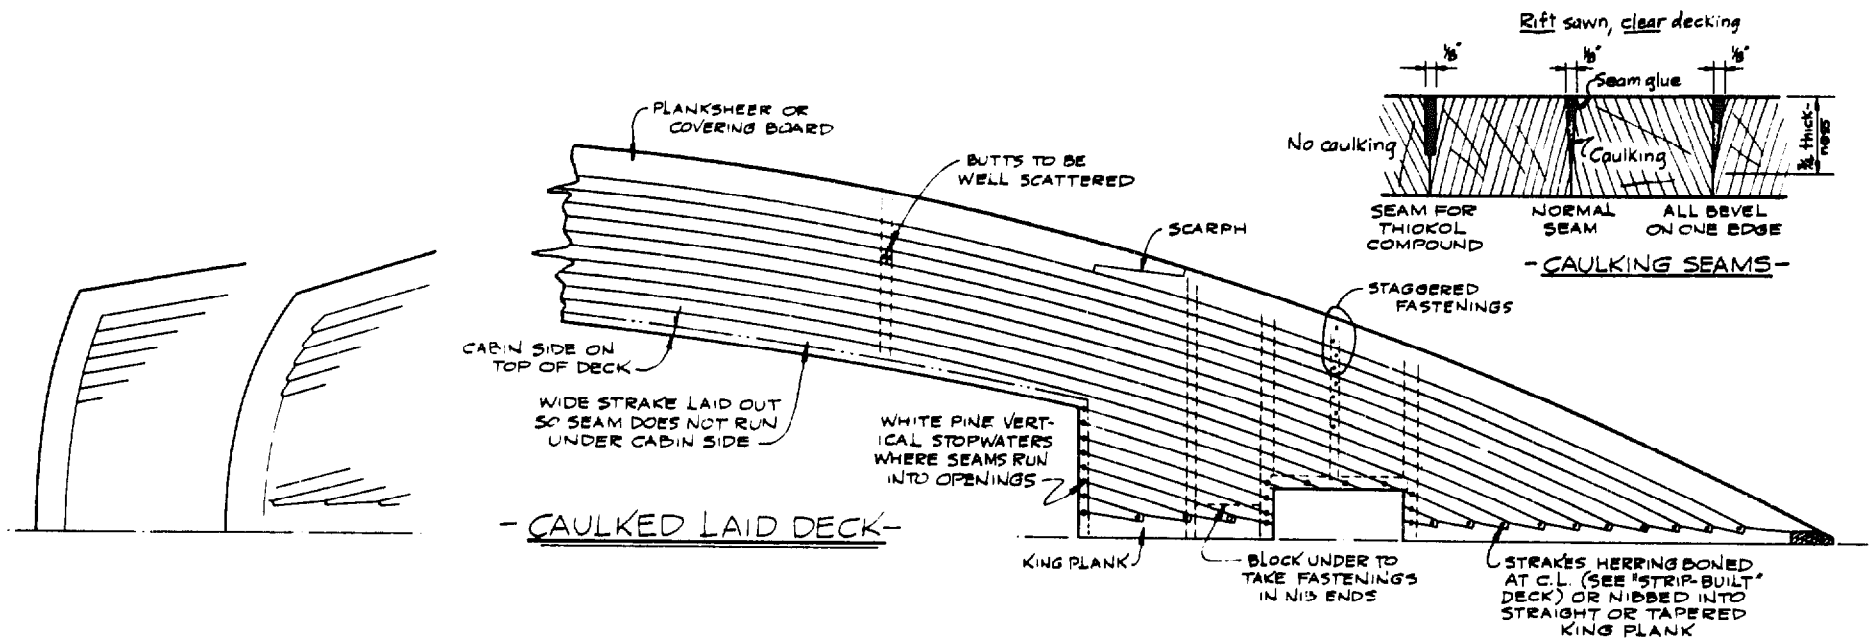 Rift sawn, clear decking
⅛"
⅛"
⅛"
Seam glue
No caulking
Caulking
¾ thick-
ness
SEAM FOR
THIOKOL
COMPOUND
NORMAL
SEAM
ALL BEVEL
ON ONE EDGE
- CAULKING SEAMS -
PLANKSHEER OR
COVERING BOARD
BUTTS TO BE
WELL SCATTERED
SCARPH
STAGGERED
FASTENINGS
CABIN SIDE ON
TOP OF DECK
WIDE STRAKE LAID OUT
SO SEAM DOES NOT RUN
UNDER CABIN SIDE
WHITE PINE VERT-
ICAL STOPWATERS
WHERE SEAMS RUN
INTO OPENINGS
- CAULKED LAID DECK -
KING PLANK
BLOCK UNDER TO
TAKE FASTENINGS
IN NIB ENDS
STRAKES HERRING BONED
AT C.L. (SEE "STRIP-BUILT"
DECK) OR NIBBED INTO
STRAIGHT OR TAPERED
KING PLANK